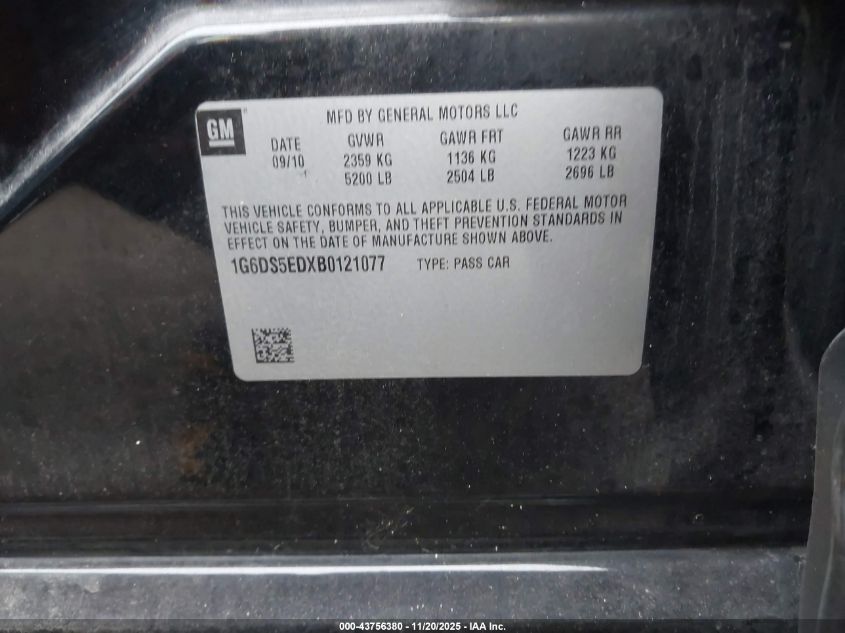 GM
MFD BY GENERAL MOTORS LLC
DATE GVWR GAWR FRT GAWR RR
09/10 2359 KG 1136 KG 1223 KG
5200 LB 2504 LB 2696 LB
THIS VEHICLE CONFORMS TO ALL APPLICABLE U.S. FEDERAL MOTOR
VEHICLE SAFETY, BUMPER, AND THEFT PREVENTION STANDARDS IN
EFFECT ON THE DATE OF MANUFACTURE SHOWN ABOVE.
1G6DS5EDXB0121077 TYPE: PASS CAR
000-43756380 - 11/20/2025 - IAA Inc.